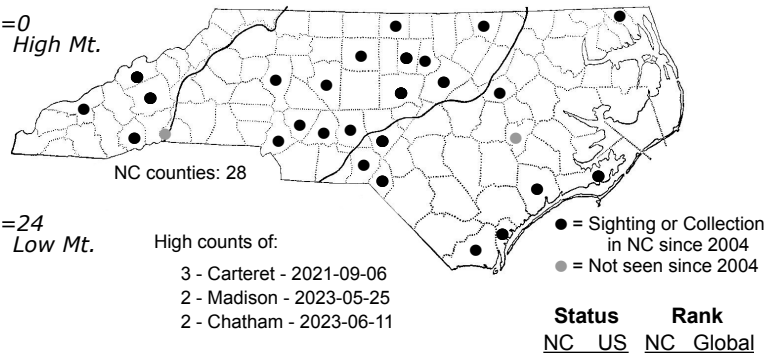 =0
High Mt.
NC counties: 28
=24
Low Mt.
High counts of:
3 - Carteret - 2021-09-06
2 - Madison - 2023-05-25
2 - Chatham - 2023-06-11
= Sighting or Collection
in NC since 2004
= Not seen since 2004
Status Rank
NC US NC Global